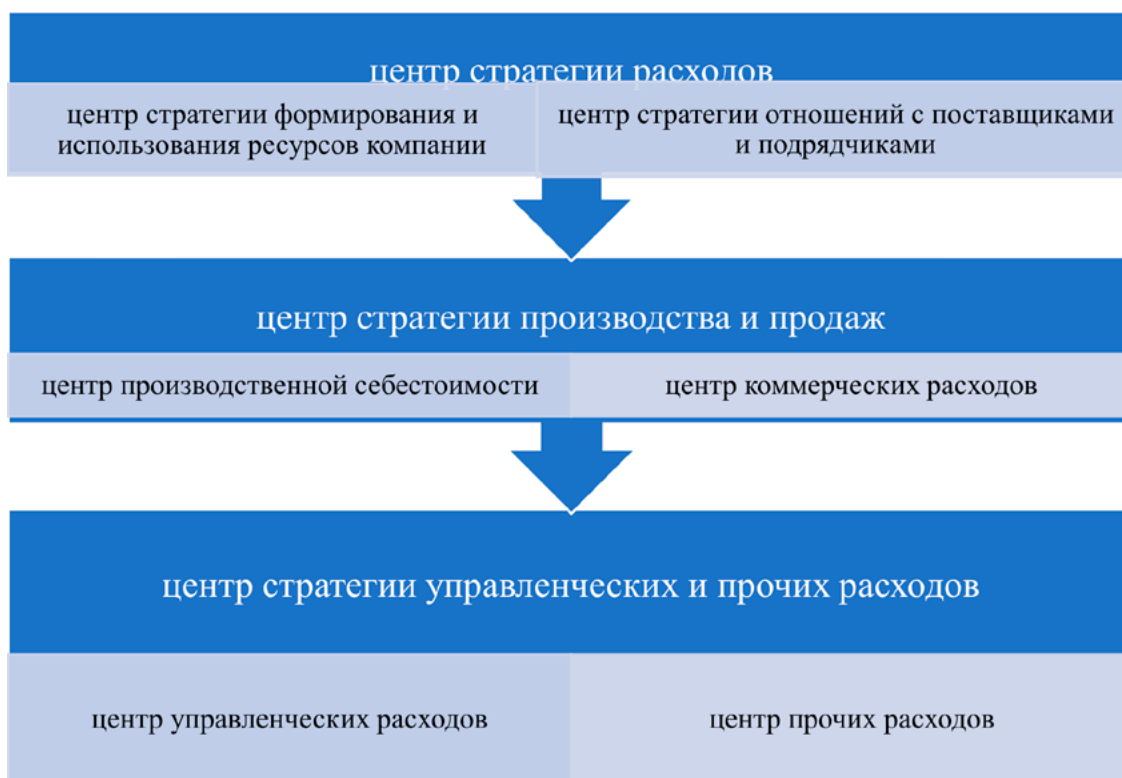 центр стратегии расходов
центр стратегии формирования и
использования ресурсов компании
центр стратегии отношений с поставщиками
и подрядчиками
центр стратегии производства и продаж
центр производственной себестоимости
центр коммерческих расходов
центр стратегии управленческих и прочих расходов
центр управленческих расходов
центр прочих расходов